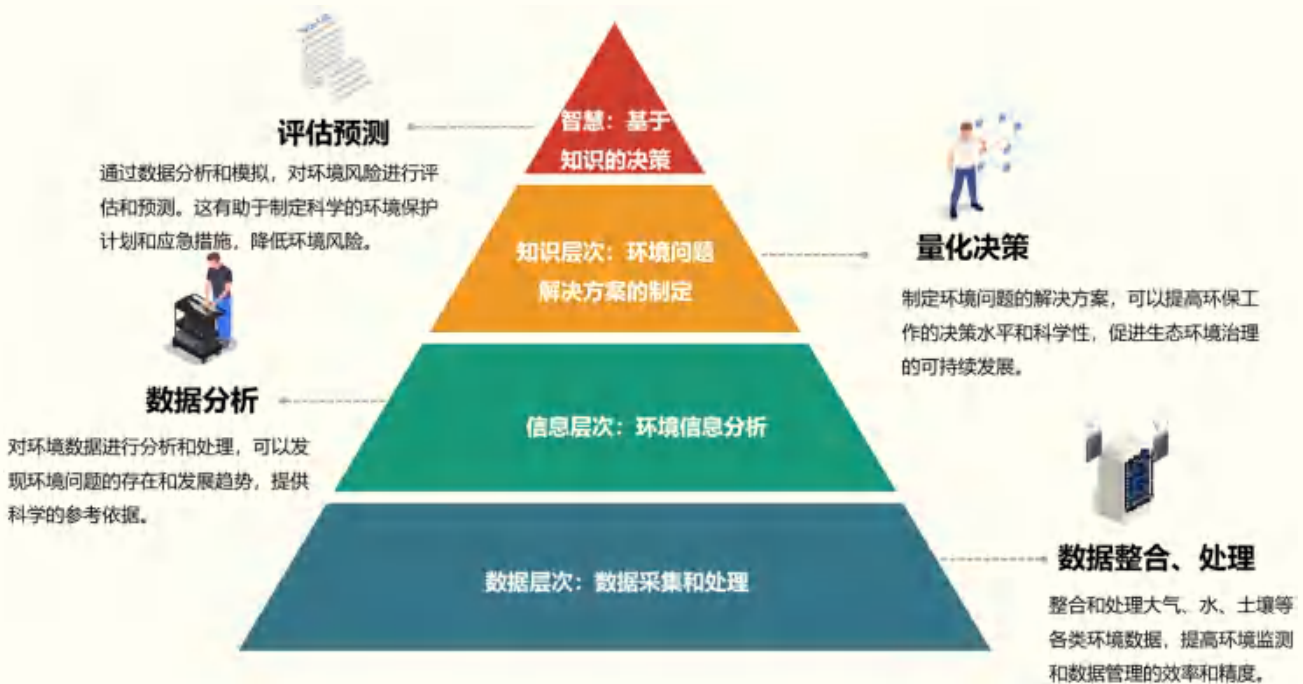 智慧：基于
知识的决策
评估预测
通过数据分析和模拟，对环境风险进行评
估和预测。这有助于制定科学的环境保护
计划和应急措施，降低环境风险。
知识层次：环境问题
解决方案的制定
量化决策
制定环境问题的解决方案，可以提高环保工
作的决策水平和科学性，促进生态环境治理
的可持续发展。
信息层次：环境信息分析
数据分析
对环境数据进行分析和处理，可以发
现环境问题的存在和发展趋势，提供
科学的参考依据。
数据层次：数据采集和处理
数据整合、处理
整合和处理大气、水、土壤等
各类环境数据，提高环境监测
和数据管理的效率和精度。